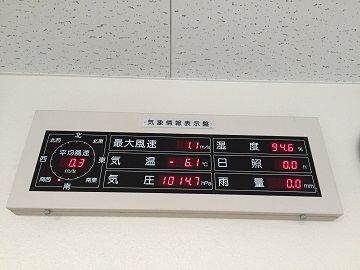 気象情報表示盤
北
北西 北東
平均風速
西 0.3 東
m/s
南西 南東
南
最大風速 1.1 m/s
気温 -6.1 ℃
気圧 1014.7 hPa
湿度 94.6 %
日照 0.0 h
雨量 0.0 mm